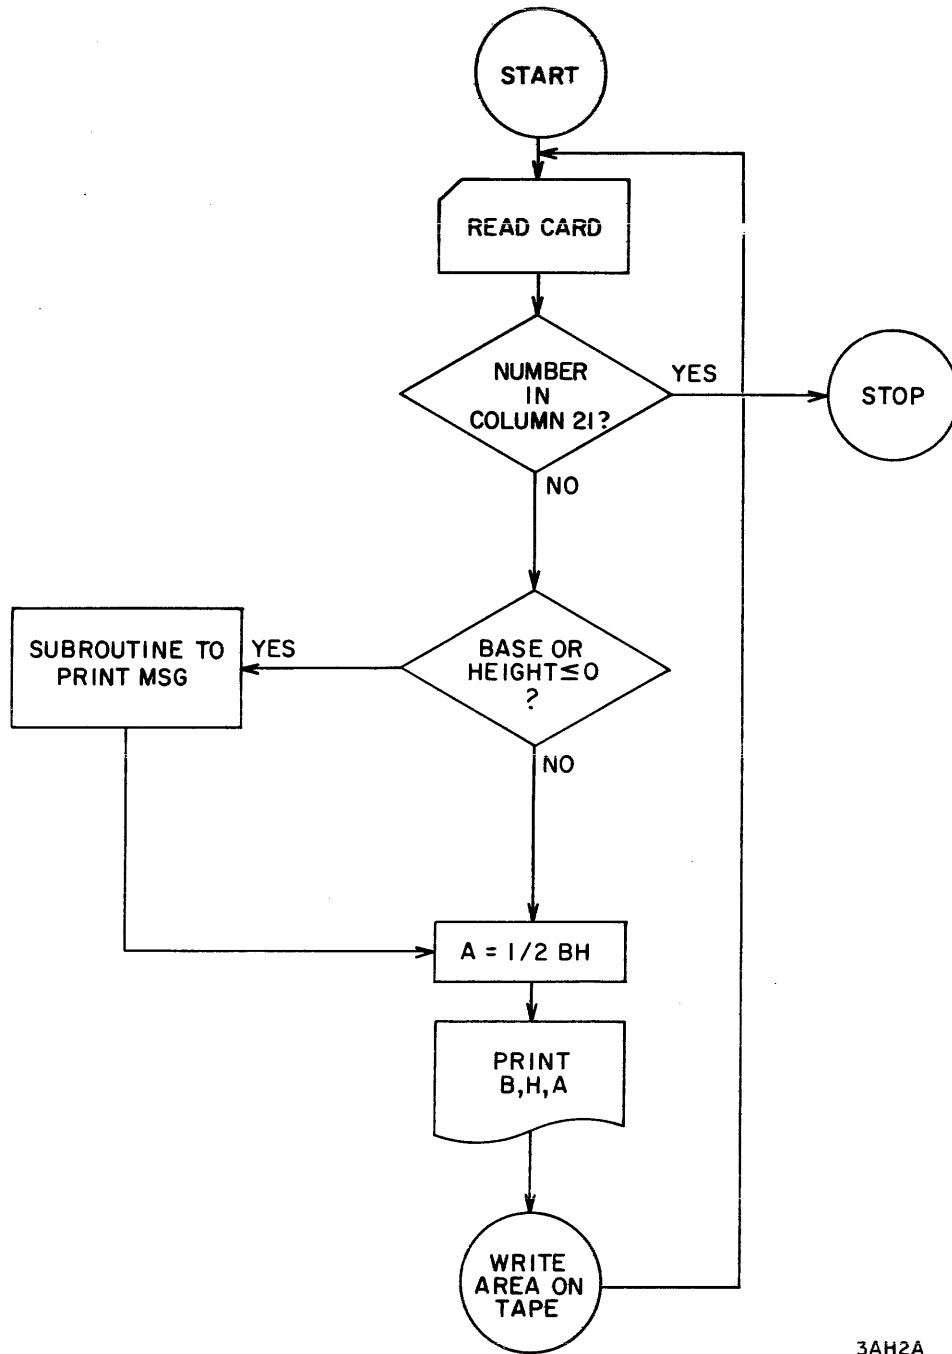 START
READ CARD
NUMBER
IN
COLUMN 21?
YES
STOP
NO
SUBROUTINE TO
PRINT MSG
YES
BASE OR
HEIGHT≤0
?
NO
A = 1/2 BH
PRINT
B,H,A
WRITE
AREA ON
TAPE
3AH2A